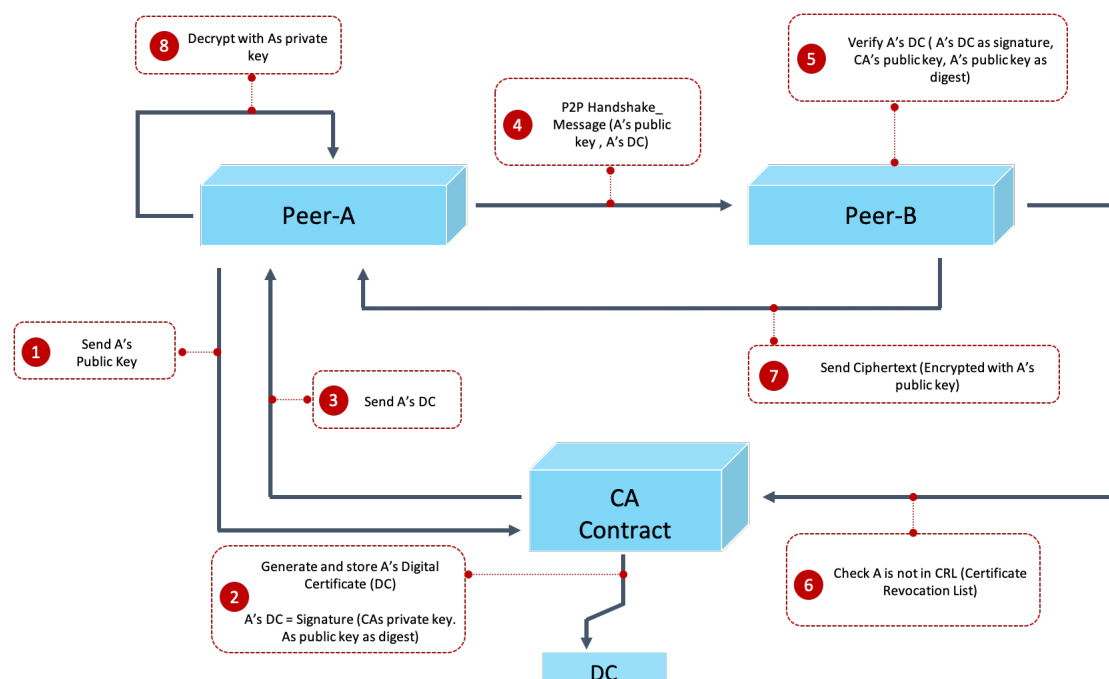 8
Decrypt with As private
key
5
Verify A's DC ( A's DC as signature,
CA's public key, A's public key as
digest)
4
P2P Handshake_
Message (A's public
key , A's DC)
Peer-A
Peer-B
1
Send A's
Public Key
7
Send Ciphertext (Encrypted with A's
public key)
3
Send A's DC
CA
Contract
2
Generate and store A's Digital
Certificate (DC)
A's DC = Signature (CAs private key.
As public key as digest)
6
Check A is not in CRL (Certificate
Revocation List)
DC